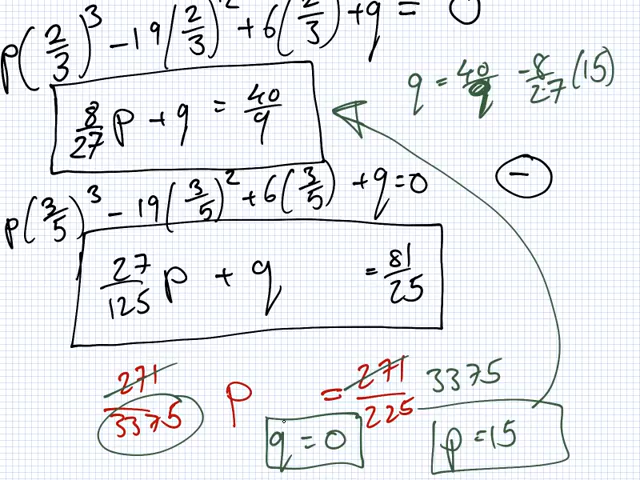 p(2/3)³ − 19(2/3)² + 6(2/3) + q = 0
8/27 p + q = 40/9
q = 40/9 −8/27 (15)
p(3/5)³ − 19(3/5)² + 6(3/5) + q = 0
−
27/125 p + q = 81/25
271/3375 p = 271/225 3375
q = 0
p = 15